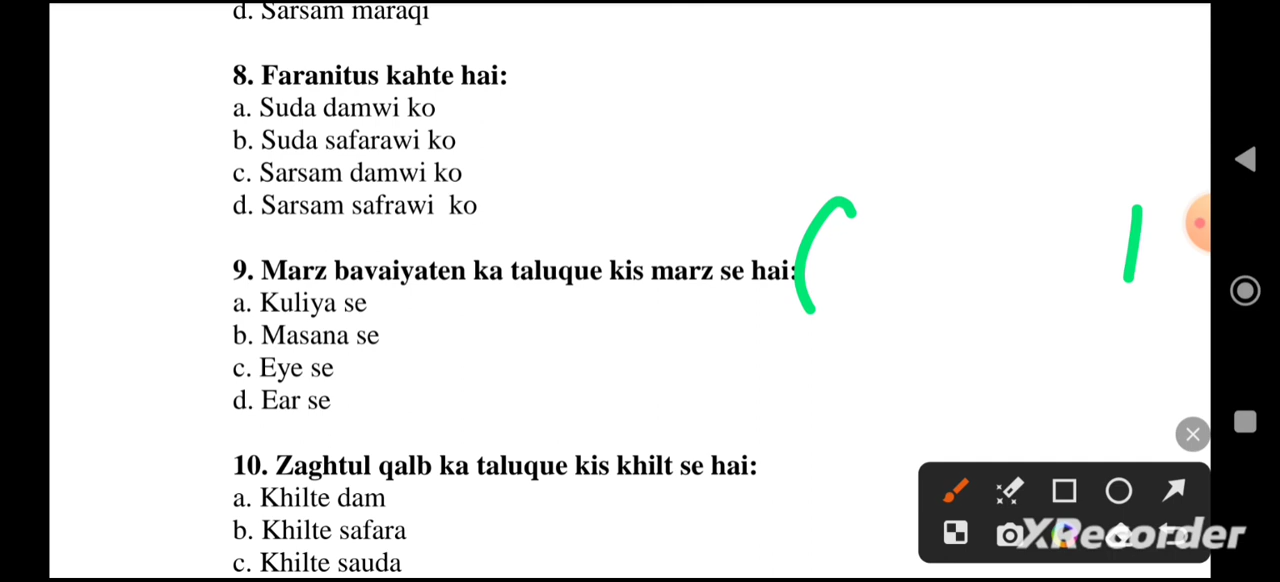 d. Sarsam maraqi
8. Faranitus kahte hai:
a. Suda damwi ko
b. Suda safarawi ko
c. Sarsam damwi ko
d. Sarsam safrawi  ko
9. Marz bavaiyaten ka taluque kis marz se hai:
a. Kuliya se
b. Masana se
c. Eye se
d. Ear se
10. Zaghtul qalb ka taluque kis khilt se hai:
a. Khilte dam
b. Khilte safara
c. Khilte sauda
XRecorder